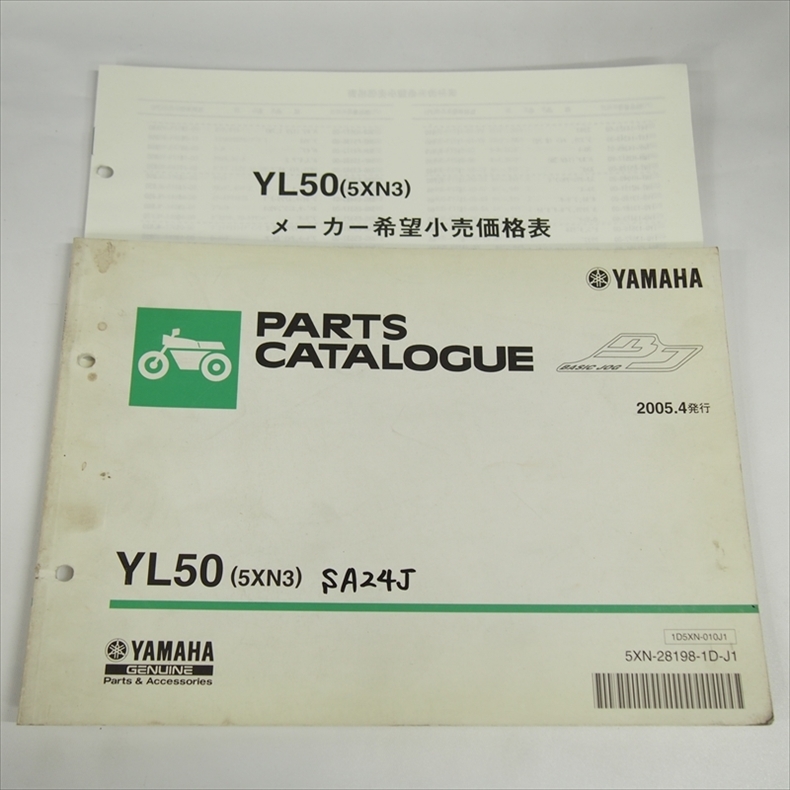 YL50 (5XN3)
メーカー希望小売価格表
YAMAHA
PARTS
CATALOGUE
BJ
BASIC JOG
2005.4発行
YL50 (5XN3) SA24J
1D5XN-010J1
5XN-28198-1D-J1
YAMAHA
GENUINE
Parts & Accessories